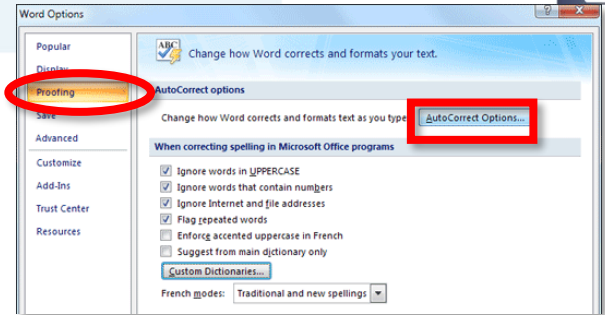 Word Options
?
X
Popular
Display
Proofing
Save
Advanced
Customize
Add-Ins
Trust Center
Resources
ABC
Change how Word corrects and formats your text.
AutoCorrect options
Change how Word corrects and formats text as you type:
AutoCorrect Options...
When correcting spelling in Microsoft Office programs
Ignore words in UPPERCASE
Ignore words that contain numbers
Ignore Internet and file addresses
Flag repeated words
Enforce accented uppercase in French
Suggest from main dictionary only
Custom Dictionaries...
French modes: Traditional and new spellings